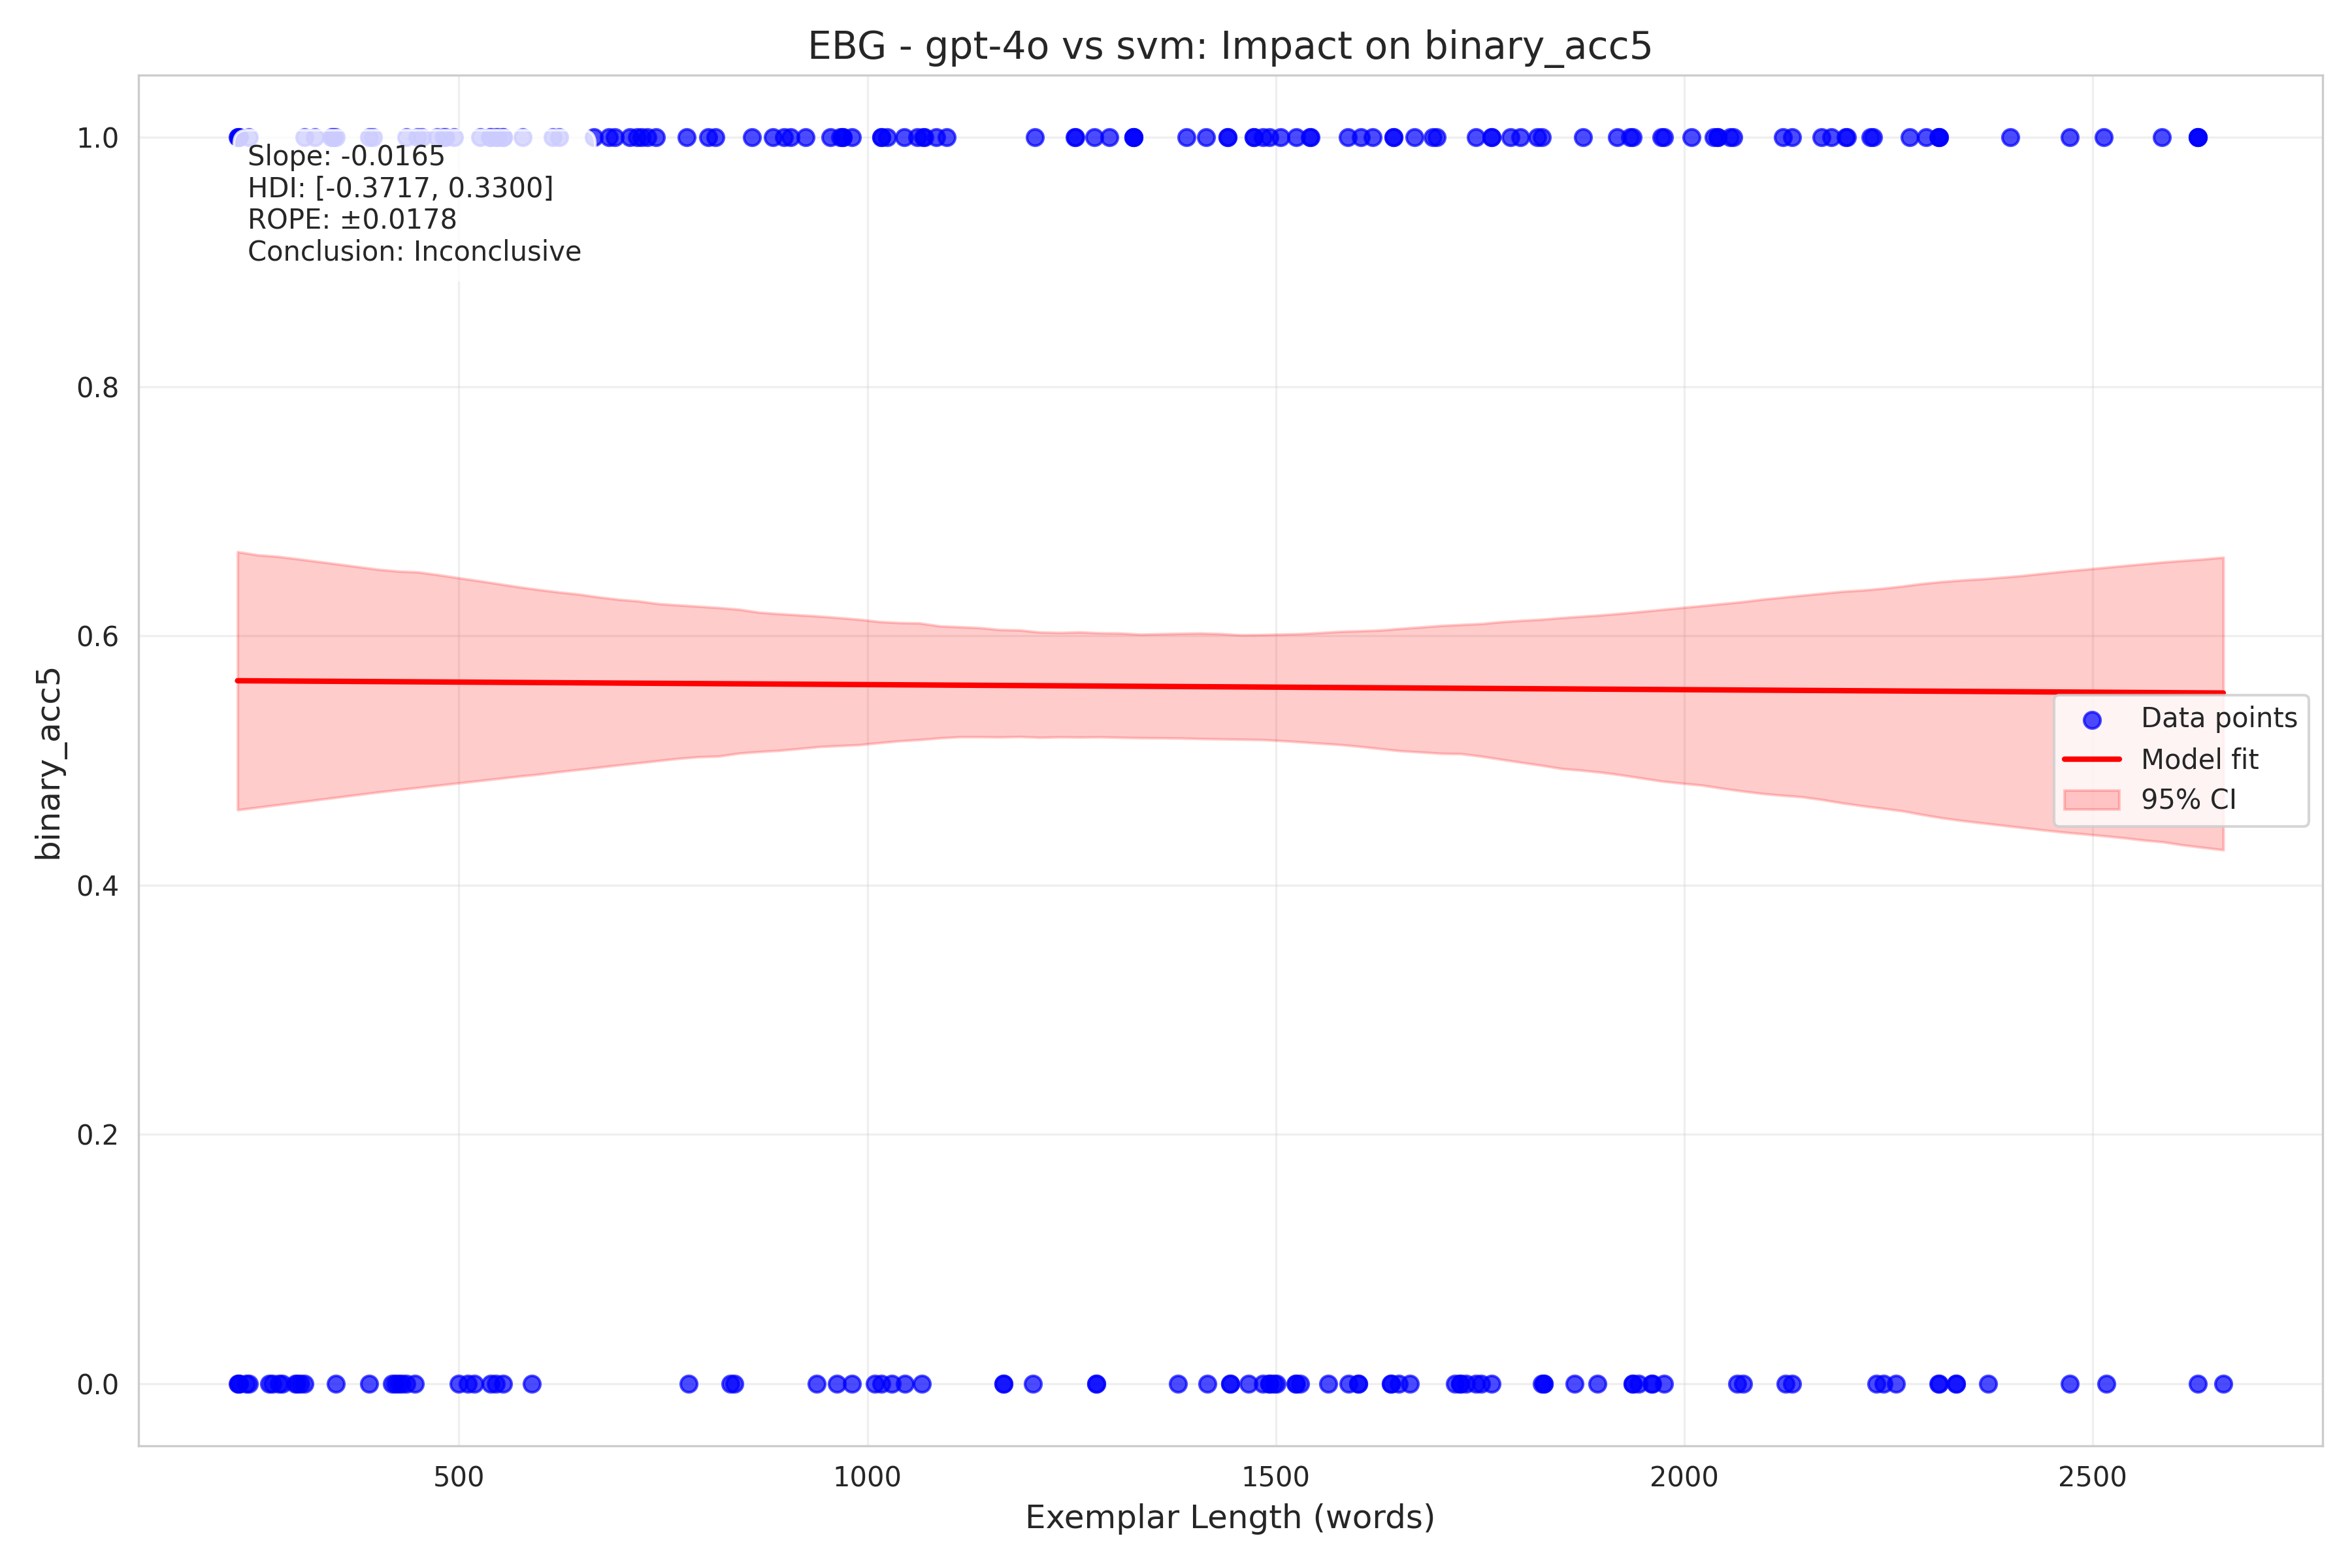 EBG - gpt-4o vs svm: Impact on binary_acc5
1.0
Slope: -0.0165
HDI: [-0.3717, 0.3300]
ROPE: ±0.0178
Conclusion: Inconclusive
0.8
0.6
0.4
0.2
0.0
binary_acc5
Data points
Model fit
95% CI
500
1000
1500
2000
2500
Exemplar Length (words)